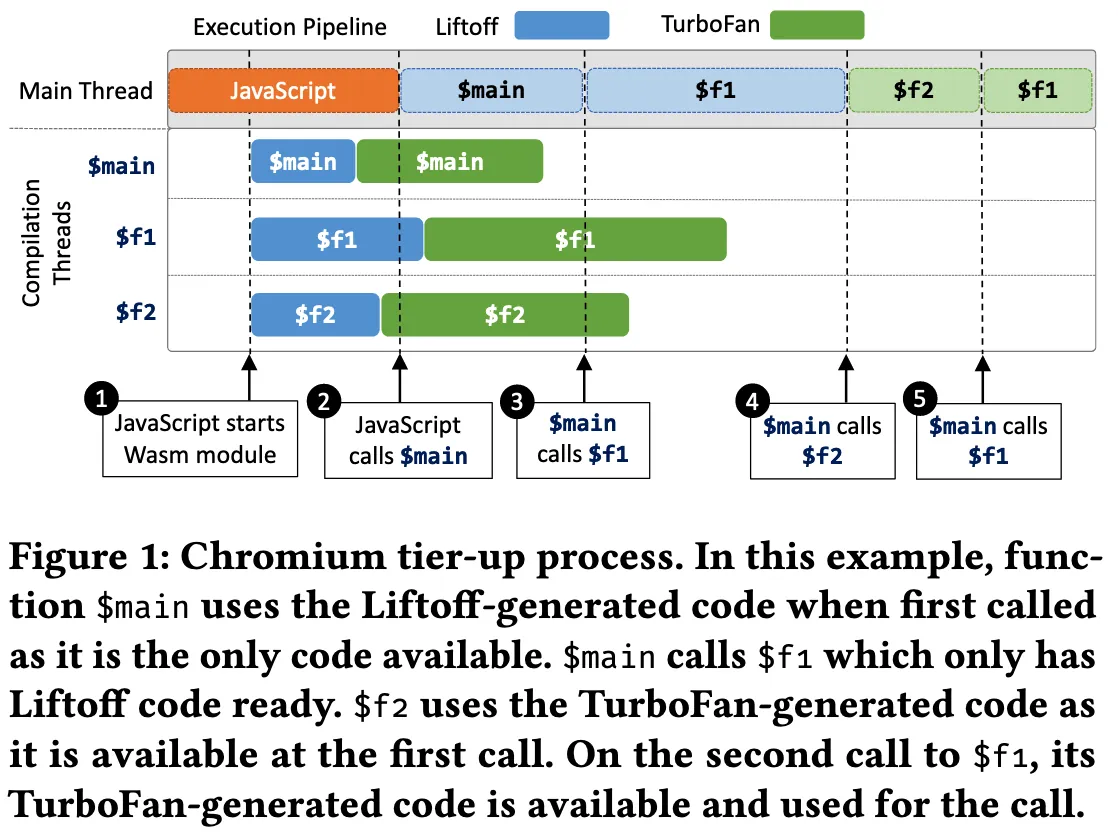 Execution Pipeline Liftoff TurboFan
Main Thread JavaScript $main $f1 $f2 $f1
Compilation
Threads
$main $main $main
$f1 $f1 $f1
$f2 $f2 $f2
1
JavaScript starts
Wasm module
2
JavaScript
calls $main
3
$main
calls $f1
4
$main calls
$f2
5
$main calls
$f1
Figure 1: Chromium tier-up process. In this example, func-
tion $main uses the Liftoff-generated code when first called
as it is the only code available. $main calls $f1 which only has
Liftoff code ready. $f2 uses the TurboFan-generated code as
it is available at the first call. On the second call to $f1, its
TurboFan-generated code is available and used for the call.